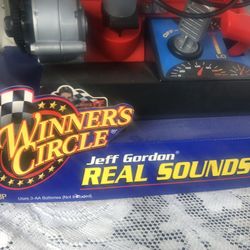 WINNER'S
CIRCLE
Jeff Gordon®
REAL SOUNDS
Uses 3-AA Batteries (Not Included)